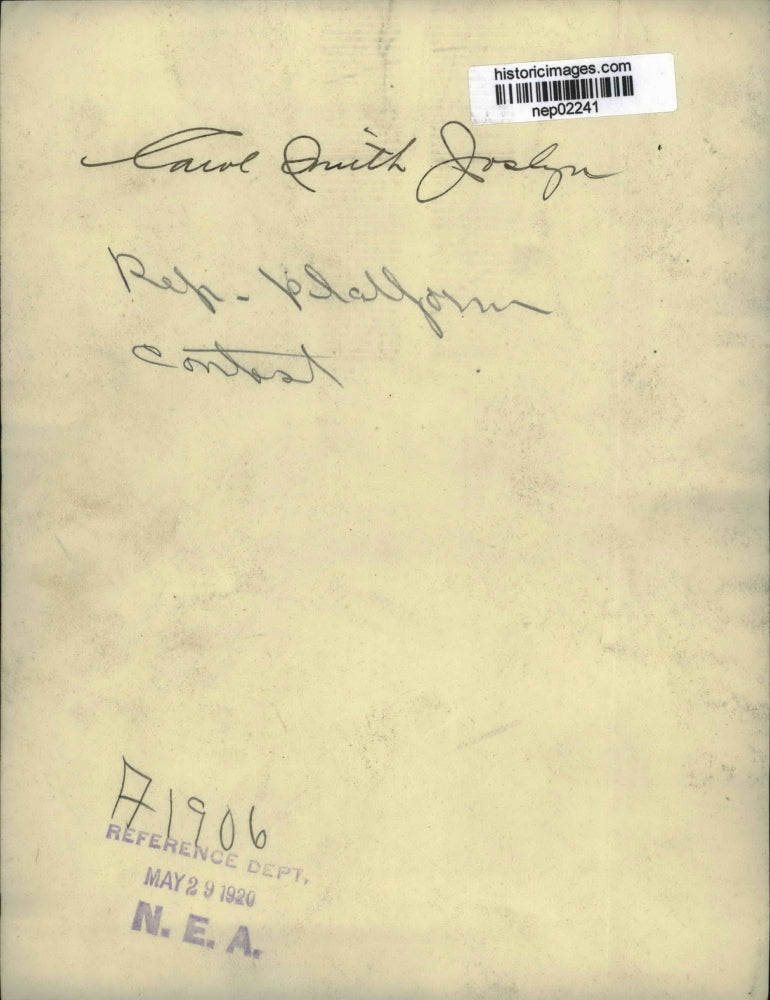 historicimages.com
nep02241
Carol Smith Joslyn
Rep. Platform
Contest
A1906
REFERENCE DEPT.
MAY 29 1920
N. E. A.